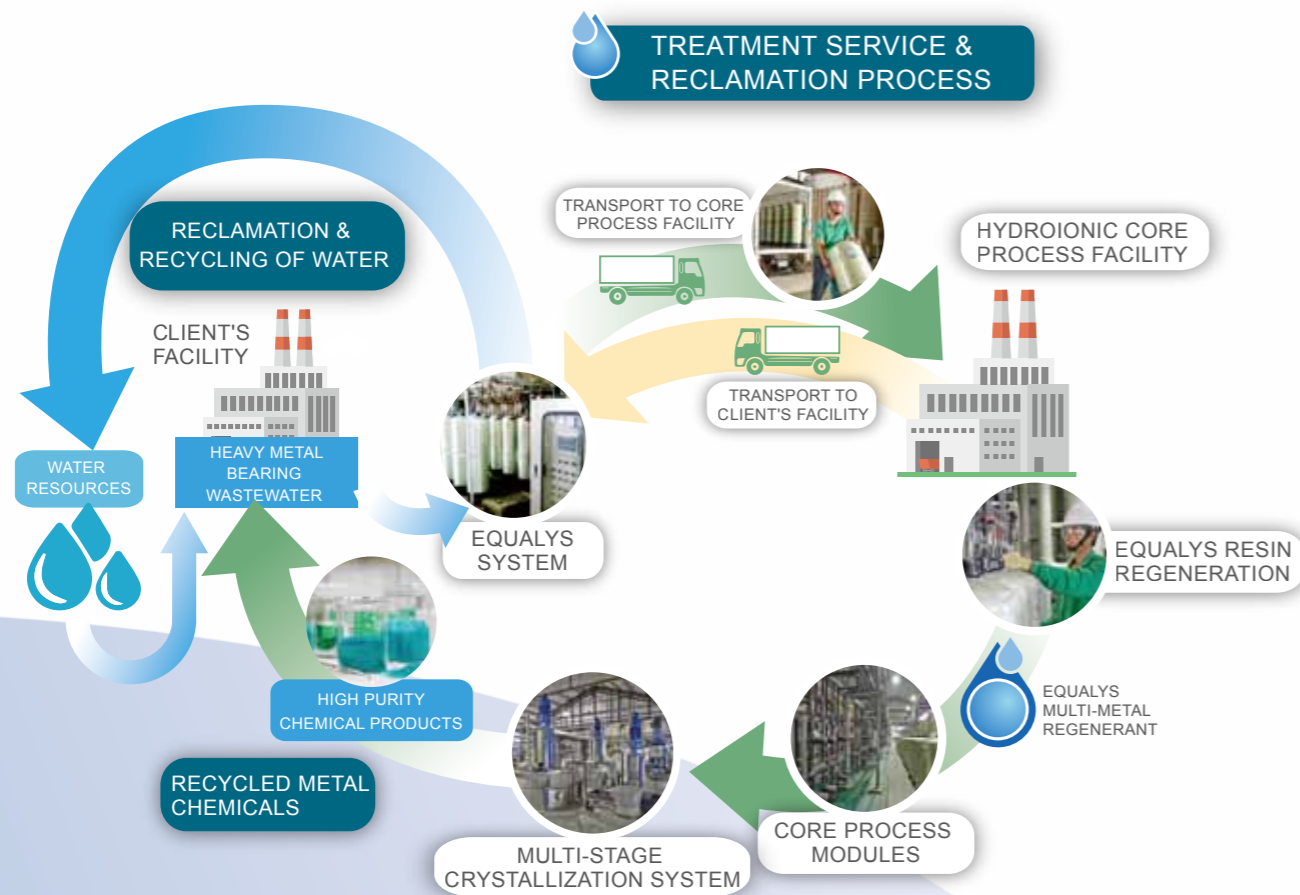 TREATMENT SERVICE &
RECLAMATION PROCESS
TRANSPORT TO CORE
PROCESS FACILITY
HYDROIONIC CORE
PROCESS FACILITY
RECLAMATION &
RECYCLING OF WATER
CLIENT'S
FACILITY
TRANSPORT TO
CLIENT'S FACILITY
WATER
RESOURCES
HEAVY METAL
BEARING
WASTEWATER
EQUALYS
SYSTEM
EQUALYS RESIN
REGENERATION
HIGH PURITY
CHEMICAL PRODUCTS
EQUALYS
MULTI-METAL
REGENERANT
RECYCLED METAL
CHEMICALS
CORE PROCESS
MODULES
MULTI-STAGE
CRYSTALLIZATION SYSTEM